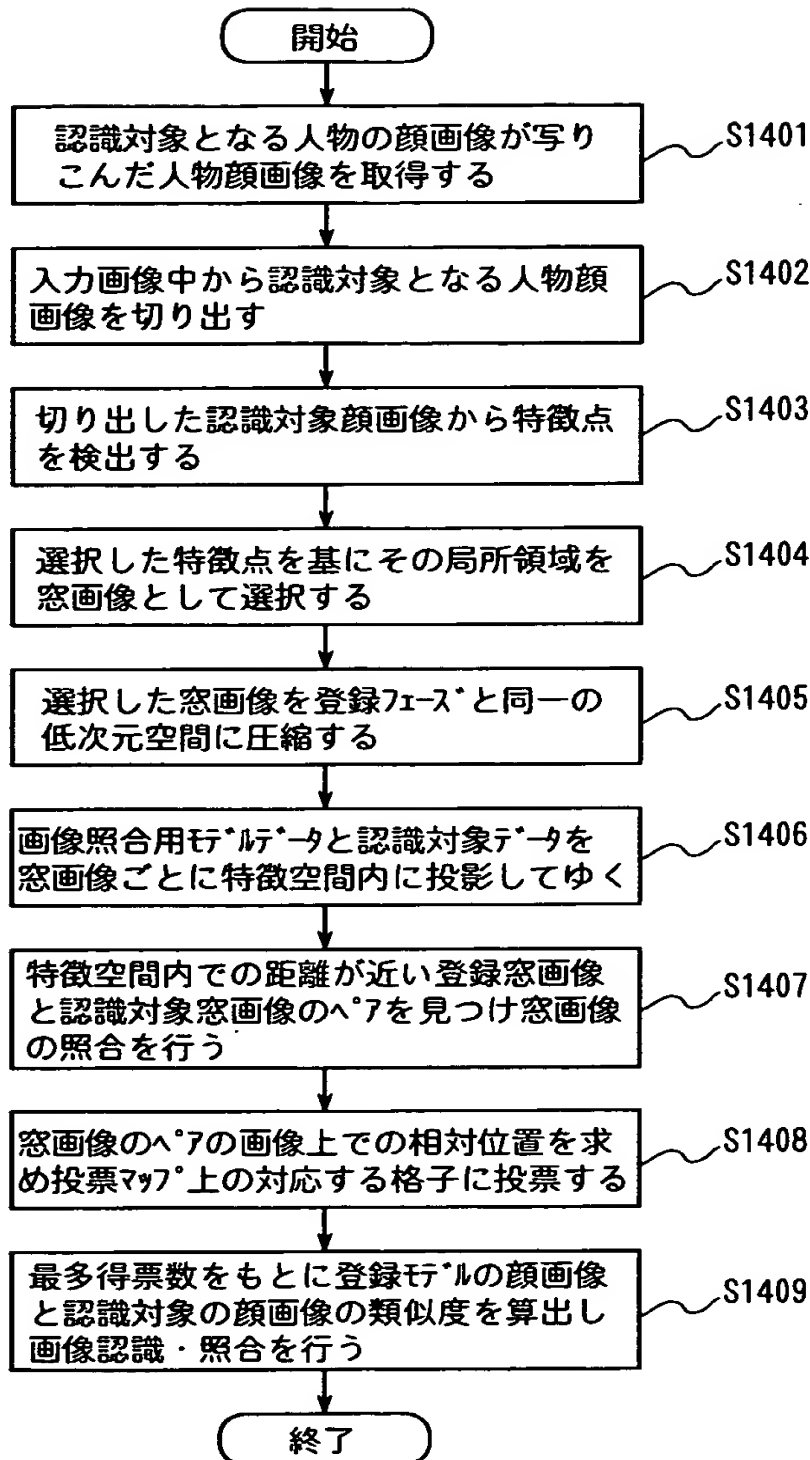 開始
認識対象となる人物の顔画像が写り
こんだ人物顔画像を取得する
S1401
入力画像中から認識対象となる人物顔
画像を切り出す
S1402
切り出した認識対象顔画像から特徴点
を検出する
S1403
選択した特徴点を基にその局所領域を
窓画像として選択する
S1404
選択した窓画像を登録ﾌｪｰｽﾞと同一の
低次元空間に圧縮する
S1405
画像照合用ﾓﾃﾞﾙﾃﾞｰﾀと認識対象ﾃﾞｰﾀを
窓画像ごとに特徴空間内に投影してゆく
S1406
特徴空間内での距離が近い登録窓画像
と認識対象窓画像のﾍﾟｱを見つけ窓画像
の照合を行う
S1407
窓画像のﾍﾟｱの画像上での相対位置を求
め投票ﾏｯﾌﾟ上の対応する格子に投票する
S1408
最多得票数をもとに登録ﾓﾃﾞﾙの顔画像
と認識対象の顔画像の類似度を算出し
画像認識・照合を行う
S1409
終了